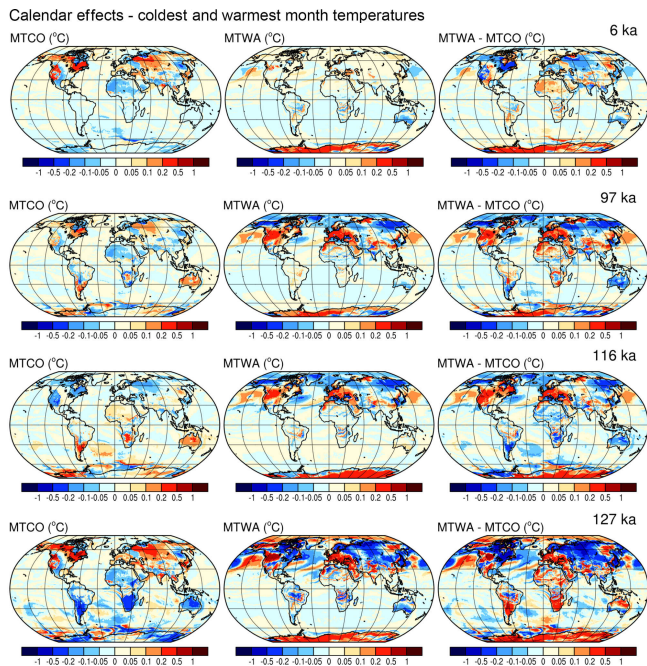 Calendar effects - coldest and warmest month temperatures
MTCO (°C) MTWA (°C) MTWA - MTCO (°C) 6 ka
-1 -0.5-0.2-0.1-0.05 0 0.05 0.1 0.2 0.5 1 -1 -0.5-0.2-0.1-0.05 0 0.05 0.1 0.2 0.5 1 -1 -0.5-0.2-0.1-0.05 0 0.05 0.1 0.2 0.5 1
MTCO (°C) MTWA (°C) MTWA - MTCO (°C) 97 ka
-1 -0.5-0.2-0.1-0.05 0 0.05 0.1 0.2 0.5 1 -1 -0.5-0.2-0.1-0.05 0 0.05 0.1 0.2 0.5 1 -1 -0.5-0.2-0.1-0.05 0 0.05 0.1 0.2 0.5 1
MTCO (°C) MTWA (°C) MTWA - MTCO (°C) 116 ka
-1 -0.5-0.2-0.1-0.05 0 0.05 0.1 0.2 0.5 1 -1 -0.5-0.2-0.1-0.05 0 0.05 0.1 0.2 0.5 1 -1 -0.5-0.2-0.1-0.05 0 0.05 0.1 0.2 0.5 1
MTCO (°C) MTWA (°C) MTWA - MTCO (°C) 127 ka
-1 -0.5-0.2-0.1-0.05 0 0.05 0.1 0.2 0.5 1 -1 -0.5-0.2-0.1-0.05 0 0.05 0.1 0.2 0.5 1 -1 -0.5-0.2-0.1-0.05 0 0.05 0.1 0.2 0.5 1